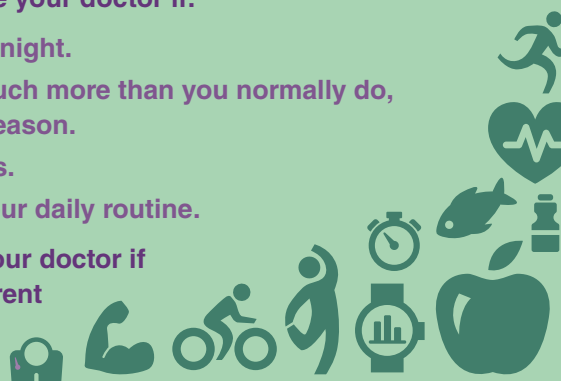 your doctor if:
night.
uch more than you normally do,
eason.
s.
ur daily routine.
our doctor if
rent